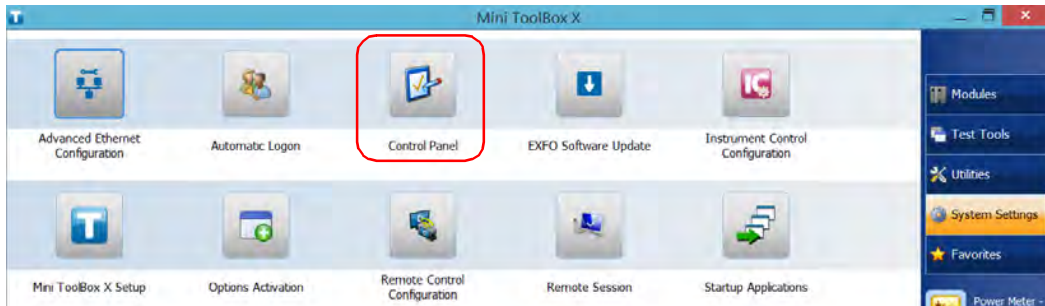 Mini ToolBox X
Advanced Ethernet
Configuration
Automatic Logon
Control Panel
EXFO Software Update
Instrument Control
Configuration
Mini ToolBox X Setup
Options Activation
Remote Control
Configuration
Remote Session
Startup Applications
Modules
Test Tools
Utilities
System Settings
Favorites
Power Meter -